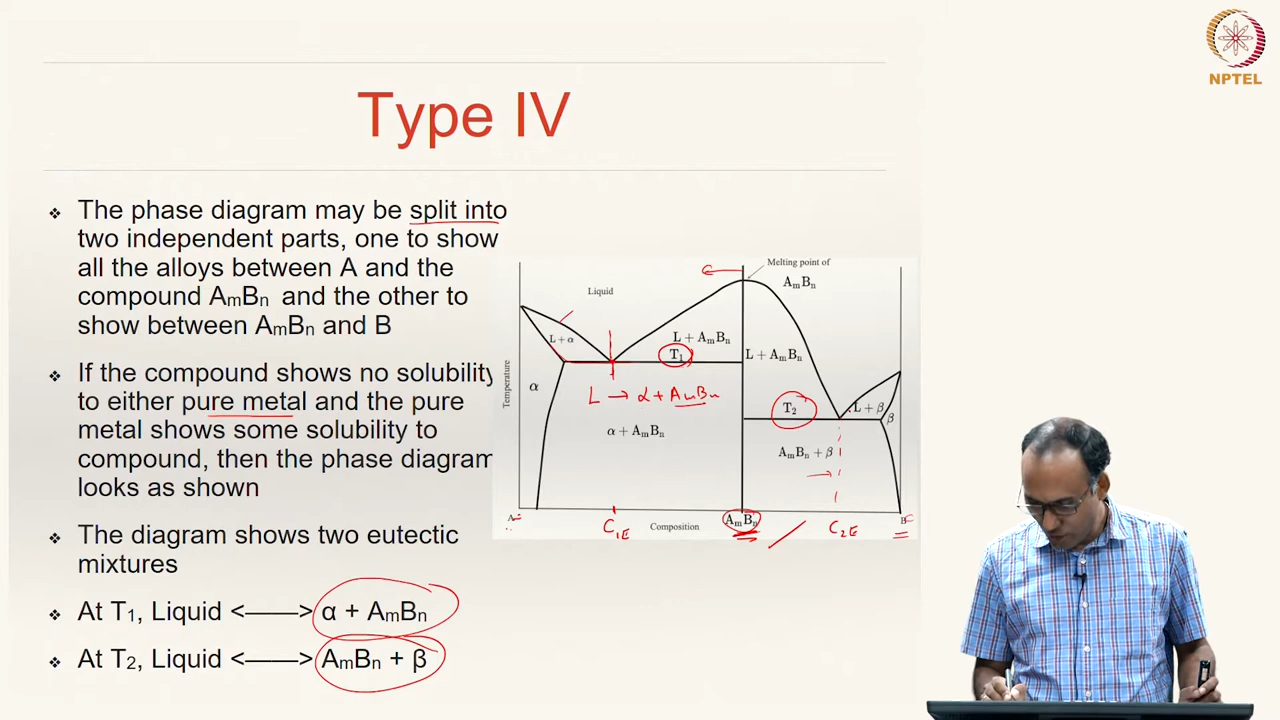 NPTEL
Type IV
❖ The phase diagram may be split into
two independent parts, one to show
all the alloys between A and the
compound AmBn and the other to
show between AmBn and B
❖ If the compound shows no solubility
to either pure metal and the pure
metal shows some solubility to
compound, then the phase diagram
looks as shown
❖ The diagram shows two eutectic
mixtures
❖ At T1, Liquid <——> α + AmBn
❖ At T2, Liquid <——> AmBn + β
Melting point of
AmBn
Liquid
L + α
L + AmBn
T1
L + AmBn
Temperature
α
L → α + AmBn
T2
L + β
β
α + AmBn
AmBn + β
A
C1E
Composition
AmBn
C2E
B